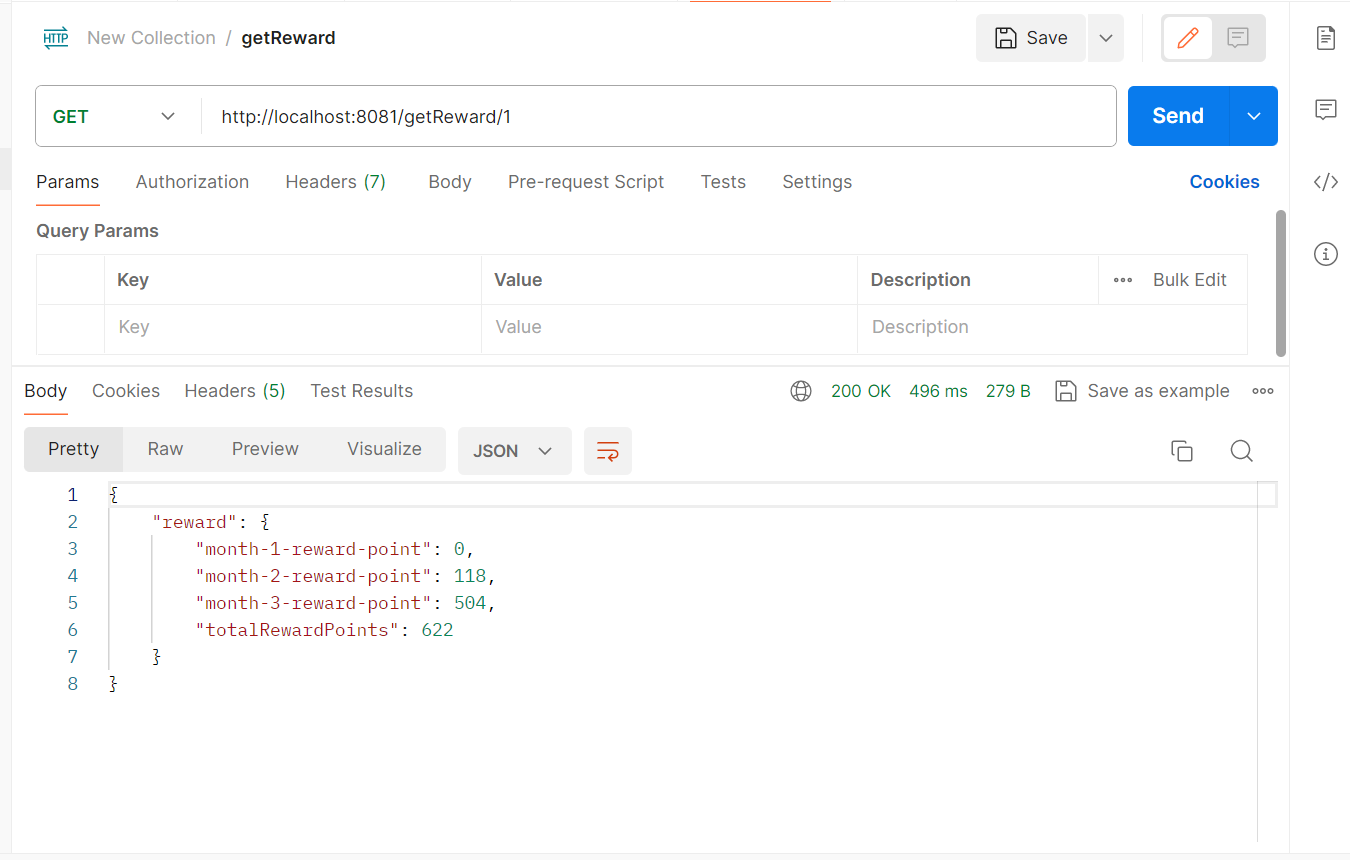 HTTP New Collection / getReward Save
GET http://localhost:8081/getReward/1 Send
Params Authorization Headers (7) Body Pre-request Script Tests Settings Cookies
Query Params
Key Value Description Bulk Edit
Key Value Description
Body Cookies Headers (5) Test Results 200 OK 496 ms 279 B Save as example
Pretty Raw Preview Visualize JSON
1 {
2 "reward": {
3 "month-1-reward-point": 0,
4 "month-2-reward-point": 118,
5 "month-3-reward-point": 504,
6 "totalRewardPoints": 622
7 }
8 }